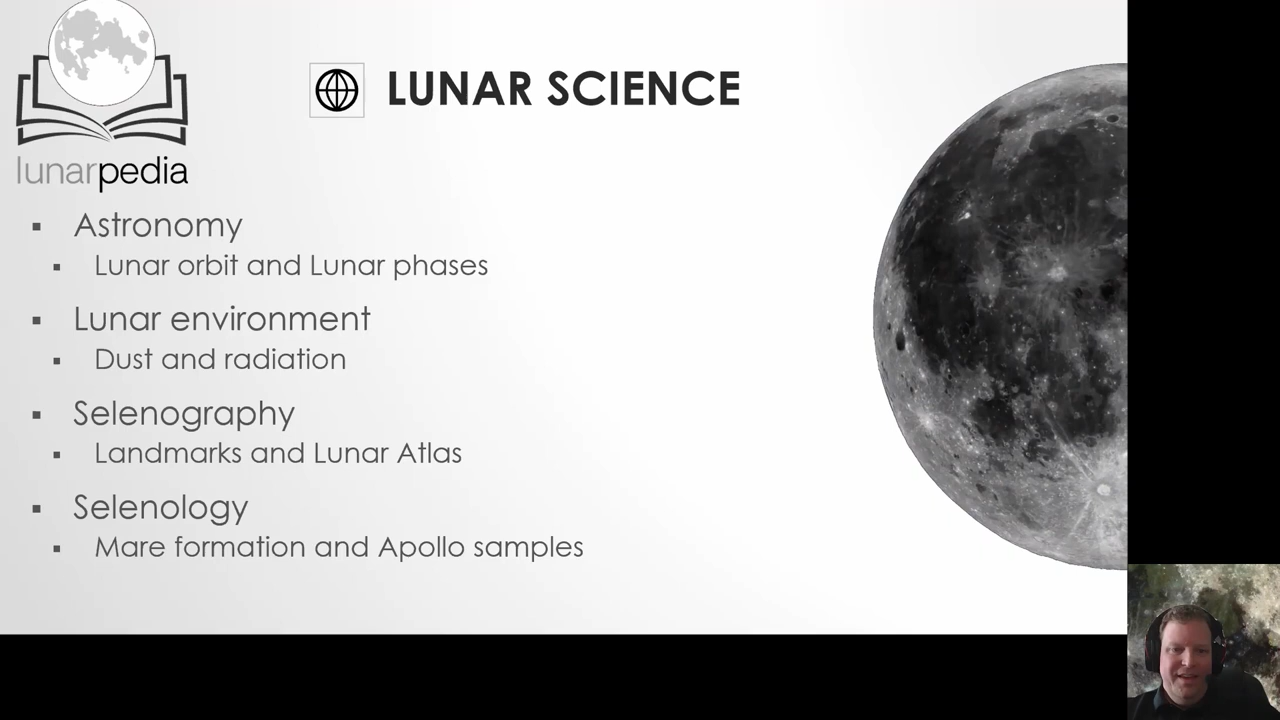 lunarpedia
LUNAR SCIENCE
Astronomy
Lunar orbit and Lunar phases
Lunar environment
Dust and radiation
Selenography
Landmarks and Lunar Atlas
Selenology
Mare formation and Apollo samples